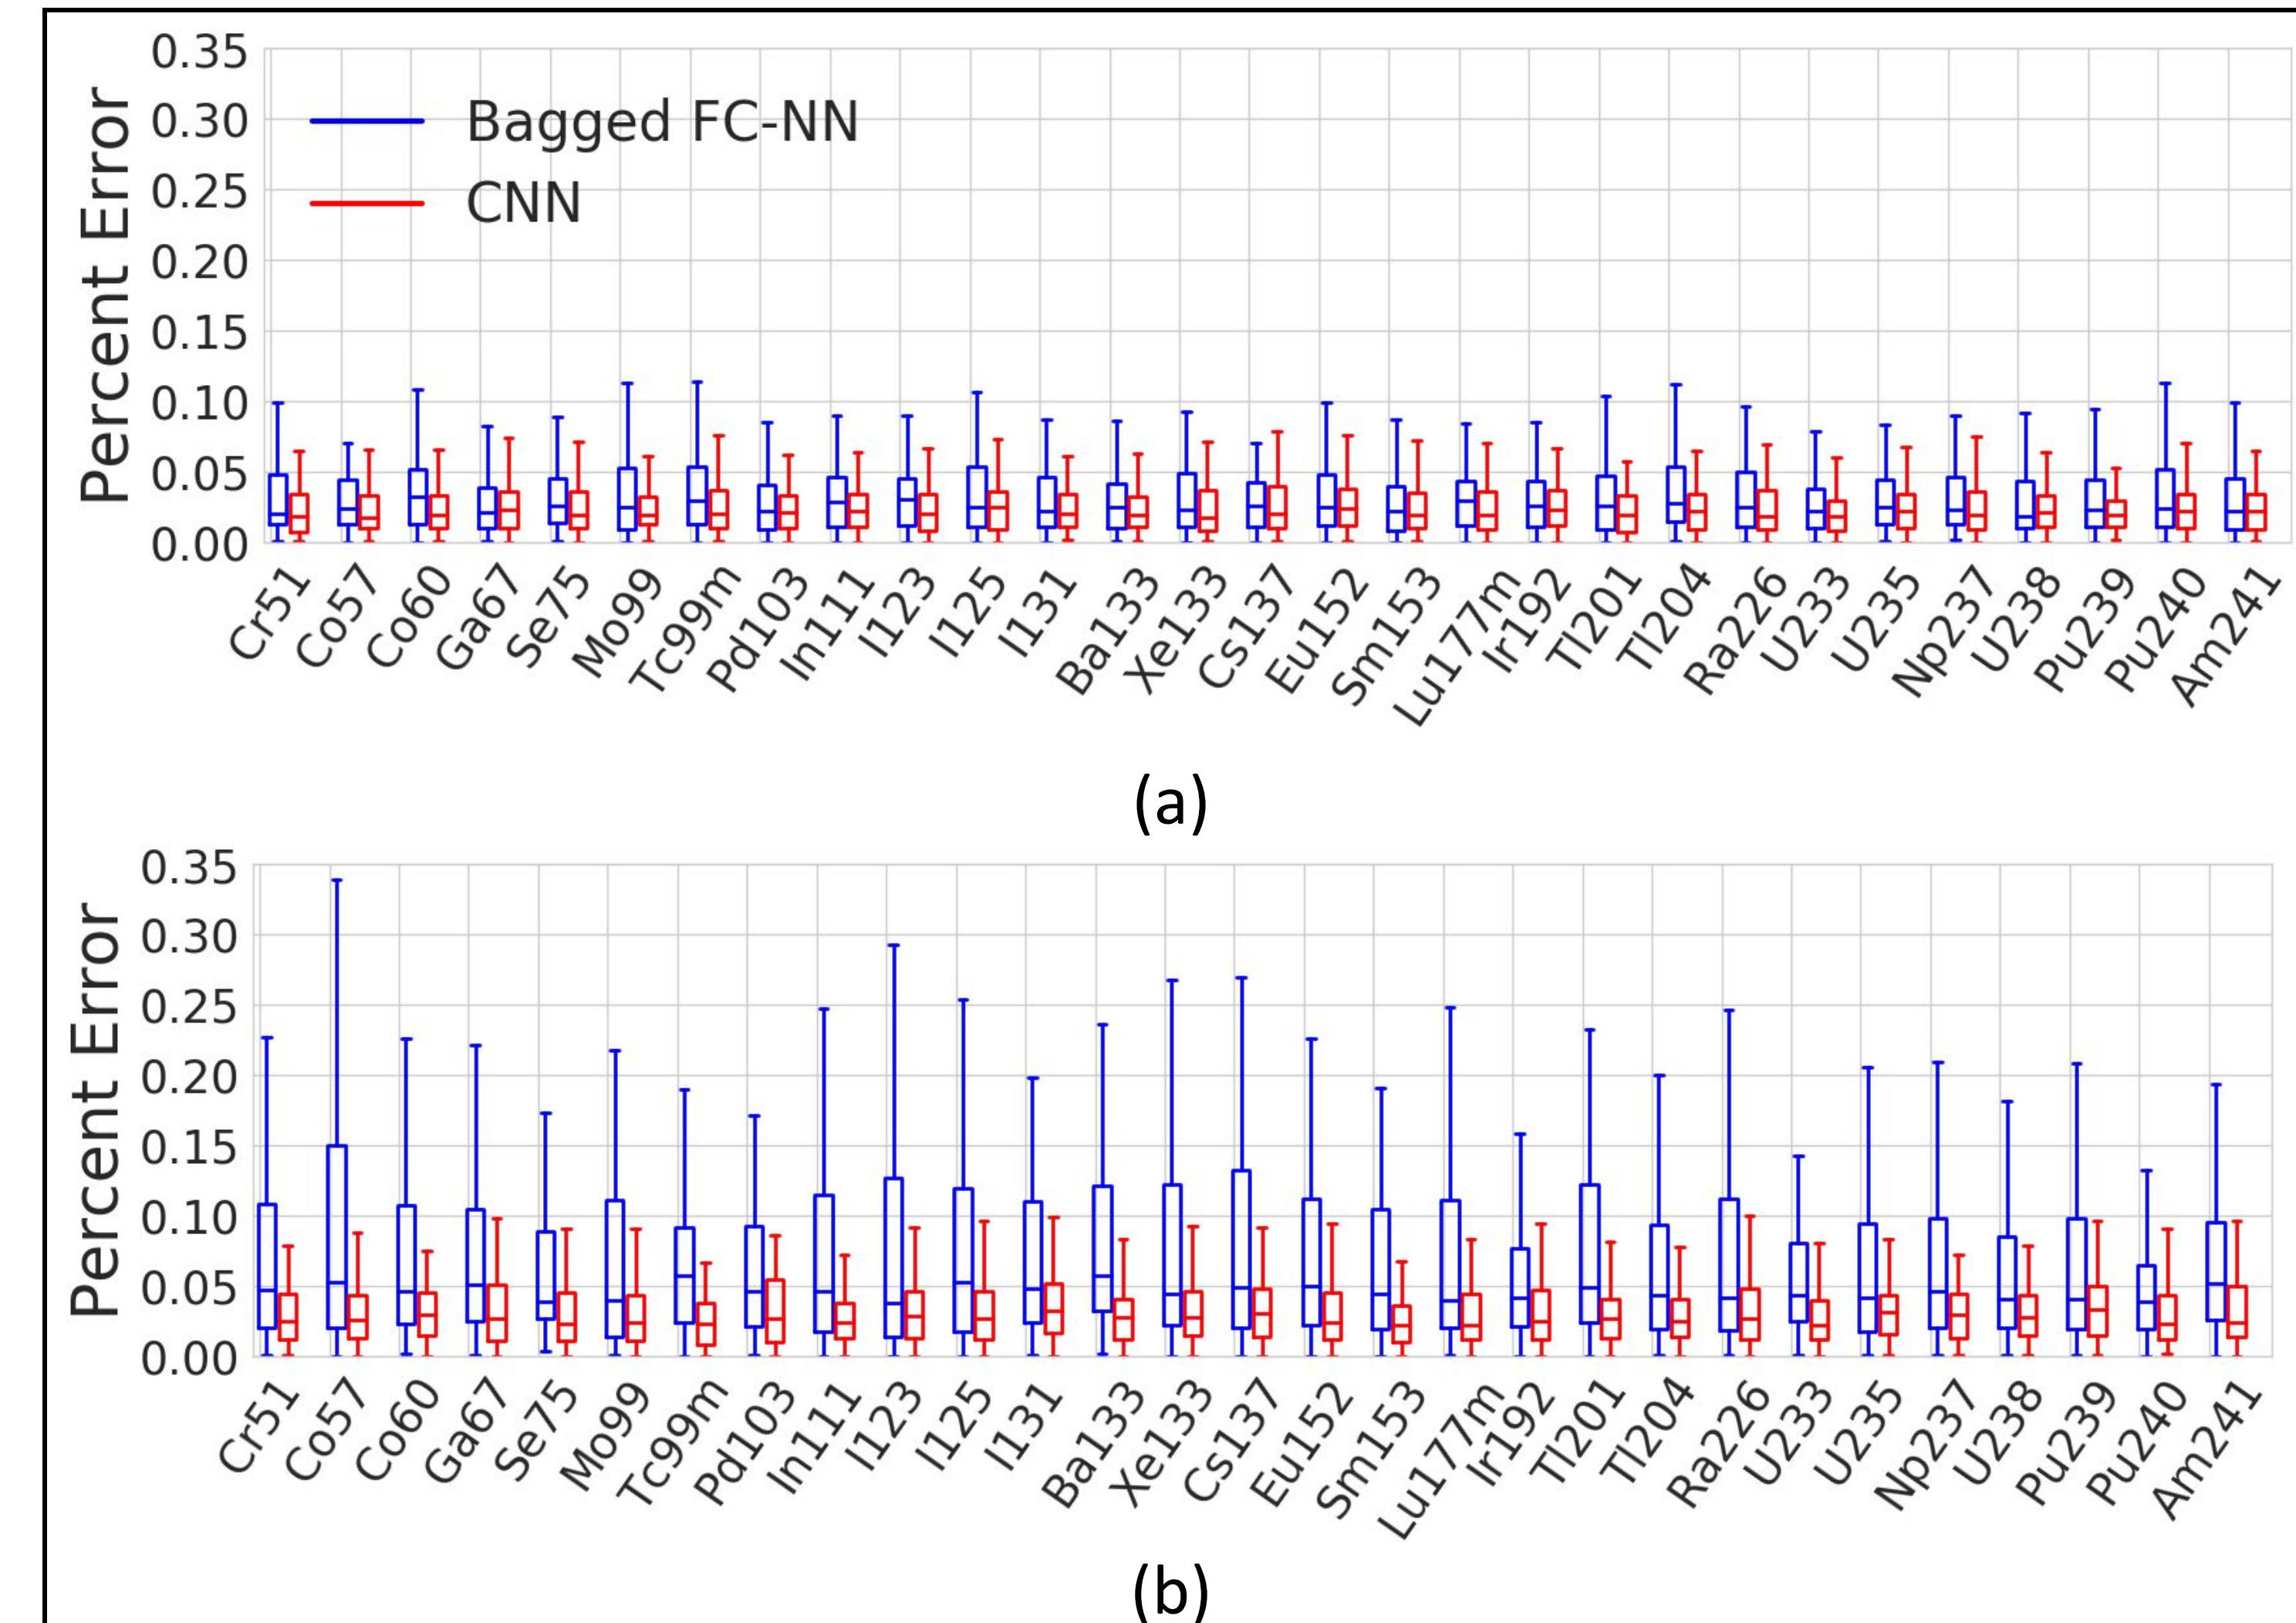 0.35
0.30
0.25
0.20
0.15
0.10
0.05
0.00
Percent Error
Bagged FC-NN
CNN
Cr51 Co57 Co60 Ga67 Se75 Mo99 Tc99m Pd103 In111 I123 I125 I131 Ba133 Xe133 Cs137 Eu152 Sm153 Lu177m Ir192 Tl201 Tl204 Ra226 U233 U235 Np237 U238 Pu239 Pu240 Am241
(a)
0.35
0.30
0.25
0.20
0.15
0.10
0.05
0.00
Percent Error
Cr51 Co57 Co60 Ga67 Se75 Mo99 Tc99m Pd103 In111 I123 I125 I131 Ba133 Xe133 Cs137 Eu152 Sm153 Lu177m Ir192 Tl201 Tl204 Ra226 U233 U235 Np237 U238 Pu239 Pu240 Am241
(b)